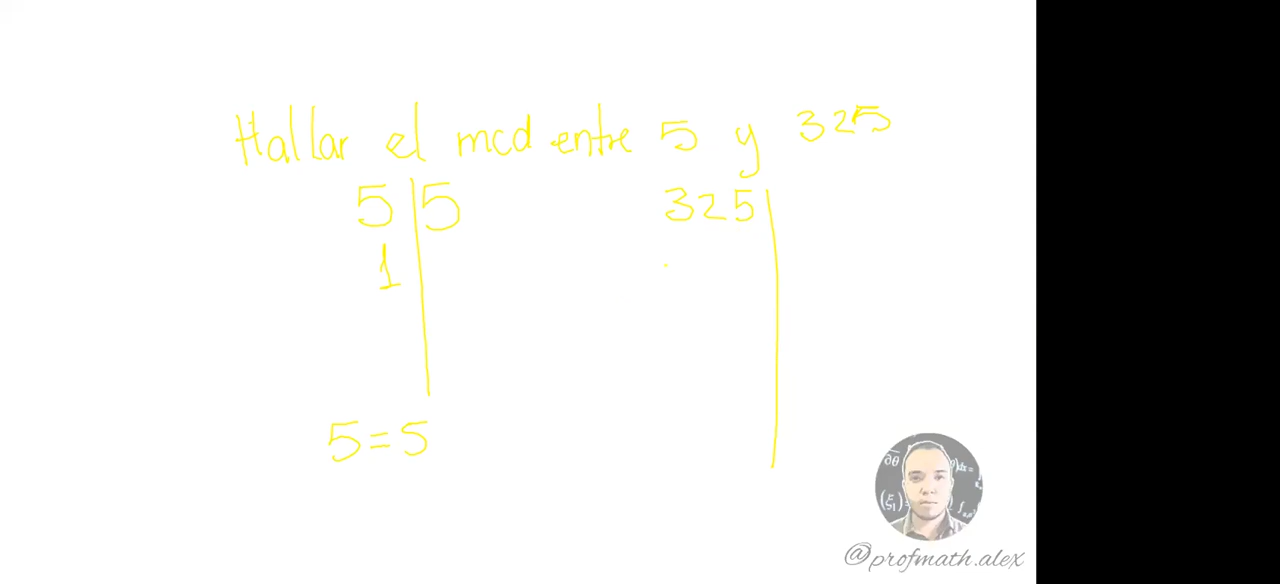 Hallar el mcd entre 5 y 325
5 5 325
1
5=5
@profmath.alex